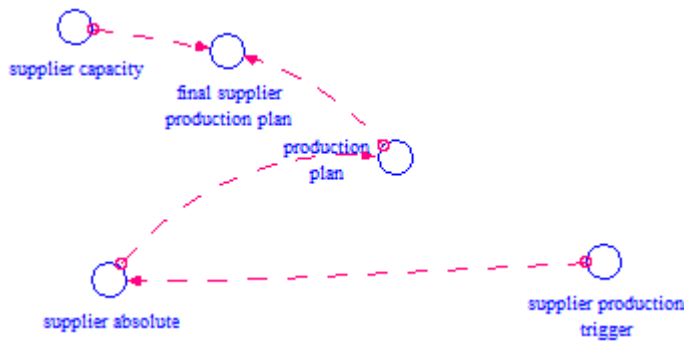 supplier capacity
final supplier
production plan
production
plan
supplier absolute
supplier production
trigger